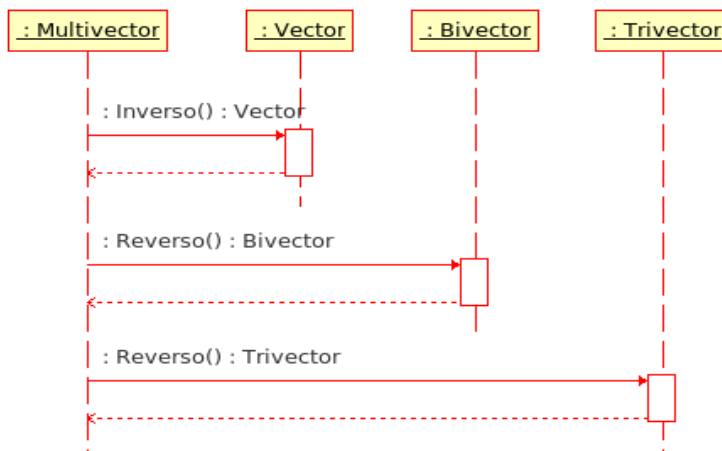 : Multivector
: Vector
: Bivector
: Trivector
: Inverso() : Vector
: Reverso() : Bivector
: Reverso() : Trivector